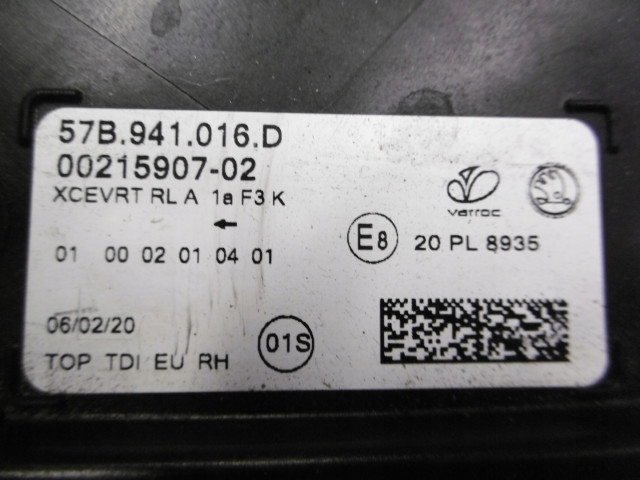 57B.941.016.D
00215907-02
XCEVRT RL A 1a F3 K
←
01 00 02 01 04 01
varroc
E8 20 PL 8935
06/02/20
01S
TOP TDI EU RH